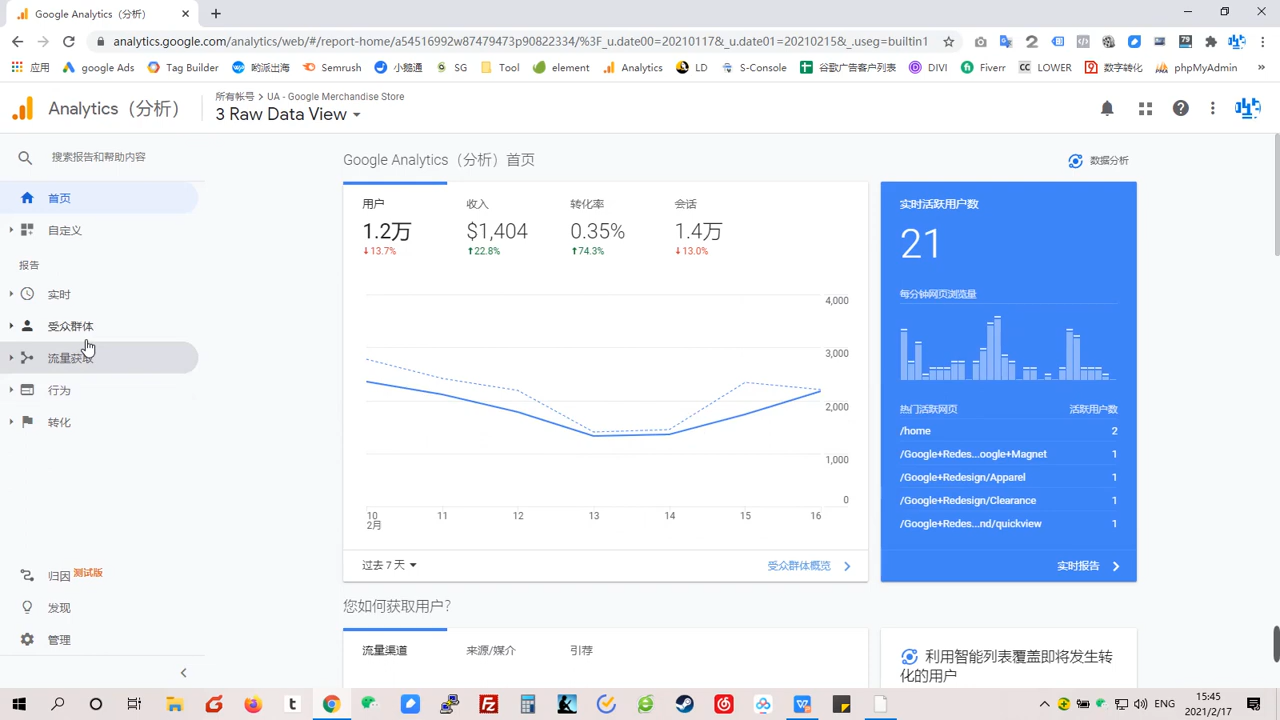 Google Analytics（分析）
analytics.google.com/analytics/web/#/report-home/a54516992w87479473p90822334/%3F_u.date00=20210117&_u.date01=20210215&_.useg=builtin1
应用
google Ads
Tag Builder
Semrush
小鹅通
SG
Tool
element
Analytics
LD
S-Console
谷歌广告客户列表
DIVI
Fiverr
CC LOWER
数字转化
phpMyAdmin
Analytics（分析）
所有帐号 > UA - Google Merchandise Store
3 Raw Data View
搜索报告和帮助内容
首页
自定义
报告
实时
受众群体
流量获取
行为
转化
归因 测试版
发现
管理
Google Analytics（分析）首页
数据分析
用户
收入
转化率
会话
1.2万
$1,404
0.35%
1.4万
↓13.7%
↑22.8%
↑74.3%
↓13.0%
4,000
3,000
2,000
1,000
0
10 11 12 13 14 15 16
2月
过去 7 天
受众群体概览
实时活跃用户数
21
每分钟网页浏览量
热门活跃网页 活跃用户数
/home 2
/Google+Redes...oogle+Magnet 1
/Google+Redesign/Apparel 1
/Google+Redesign/Clearance 1
/Google+Redes...nd/quickview 1
实时报告
您如何获取用户?
流量渠道
来源/媒介
引荐
利用智能列表覆盖即将发生转
化的用户
ENG
15:45
2021/2/17